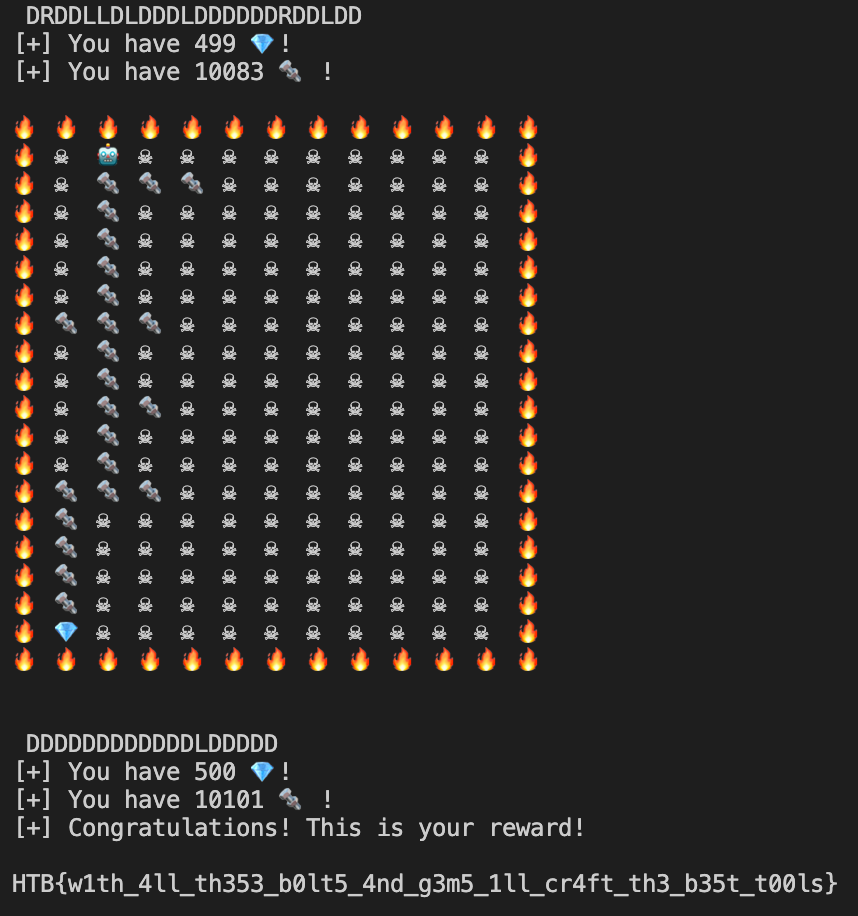 DRDDLLDLDDDLDDDDDDRDDLDD
[+] You have 499 💎!
[+] You have 10083 🔩 !
🔥 🔥 🔥 🔥 🔥 🔥 🔥 🔥 🔥 🔥 🔥 🔥 🔥
🔥 ☠ 🤖 ☠ ☠ ☠ ☠ ☠ ☠ ☠ ☠ ☠ 🔥
🔥 ☠ 🔩 🔩 🔩 ☠ ☠ ☠ ☠ ☠ ☠ ☠ 🔥
🔥 ☠ 🔩 ☠ ☠ ☠ ☠ ☠ ☠ ☠ ☠ ☠ 🔥
🔥 ☠ 🔩 ☠ ☠ ☠ ☠ ☠ ☠ ☠ ☠ ☠ 🔥
🔥 ☠ 🔩 ☠ ☠ ☠ ☠ ☠ ☠ ☠ ☠ ☠ 🔥
🔥 ☠ 🔩 ☠ ☠ ☠ ☠ ☠ ☠ ☠ ☠ ☠ 🔥
🔥 🔩 🔩 🔩 ☠ ☠ ☠ ☠ ☠ ☠ ☠ ☠ 🔥
🔥 ☠ 🔩 ☠ ☠ ☠ ☠ ☠ ☠ ☠ ☠ ☠ 🔥
🔥 ☠ 🔩 ☠ ☠ ☠ ☠ ☠ ☠ ☠ ☠ ☠ 🔥
🔥 ☠ 🔩 🔩 ☠ ☠ ☠ ☠ ☠ ☠ ☠ ☠ 🔥
🔥 ☠ 🔩 ☠ ☠ ☠ ☠ ☠ ☠ ☠ ☠ ☠ 🔥
🔥 ☠ 🔩 ☠ ☠ ☠ ☠ ☠ ☠ ☠ ☠ ☠ 🔥
🔥 🔩 🔩 🔩 ☠ ☠ ☠ ☠ ☠ ☠ ☠ ☠ 🔥
🔥 🔩 ☠ ☠ ☠ ☠ ☠ ☠ ☠ ☠ ☠ ☠ 🔥
🔥 🔩 ☠ ☠ ☠ ☠ ☠ ☠ ☠ ☠ ☠ ☠ 🔥
🔥 🔩 ☠ ☠ ☠ ☠ ☠ ☠ ☠ ☠ ☠ ☠ 🔥
🔥 🔩 ☠ ☠ ☠ ☠ ☠ ☠ ☠ ☠ ☠ ☠ 🔥
🔥 💎 ☠ ☠ ☠ ☠ ☠ ☠ ☠ ☠ ☠ ☠ 🔥
🔥 🔥 🔥 🔥 🔥 🔥 🔥 🔥 🔥 🔥 🔥 🔥 🔥
DDDDDDDDDDDDLDDDDD
[+] You have 500 💎!
[+] You have 10101 🔩 !
[+] Congratulations! This is your reward!
HTB{w1th_4ll_th353_b0lt5_4nd_g3m5_1ll_cr4ft_th3_b35t_t00ls}